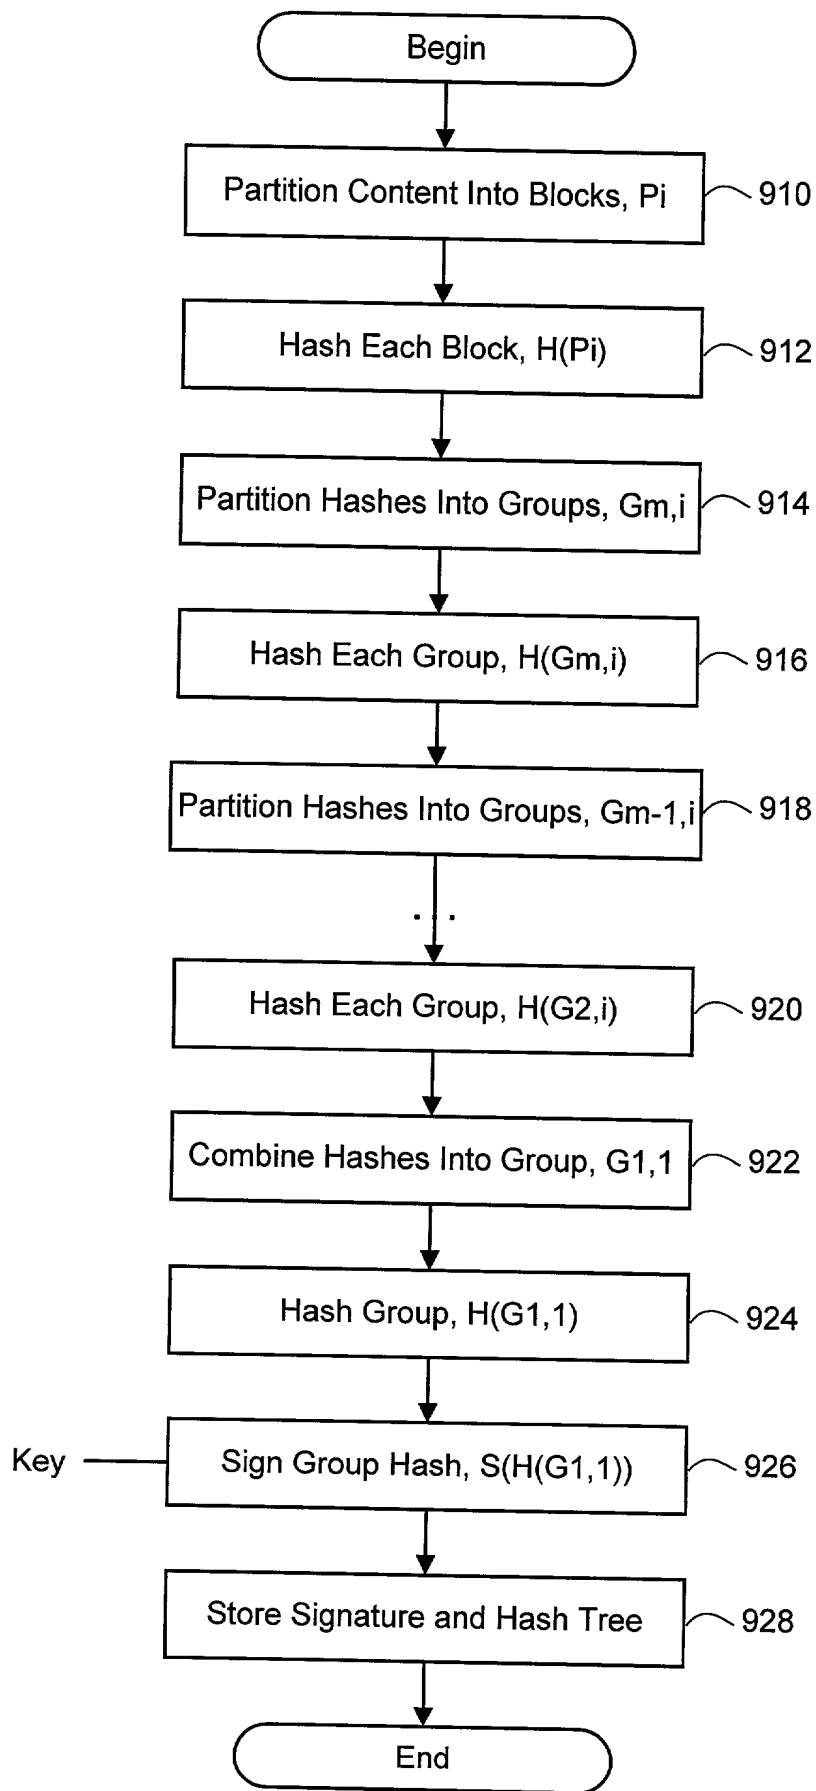 Begin
Partition Content Into Blocks, Pi
910
Hash Each Block, H(Pi)
912
Partition Hashes Into Groups, Gm,i
914
Hash Each Group, H(Gm,i)
916
Partition Hashes Into Groups, Gm-1,i
918
...
Hash Each Group, H(G2,i)
920
Combine Hashes Into Group, G1,1
922
Hash Group, H(G1,1)
924
Key
Sign Group Hash, S(H(G1,1))
926
Store Signature and Hash Tree
928
End